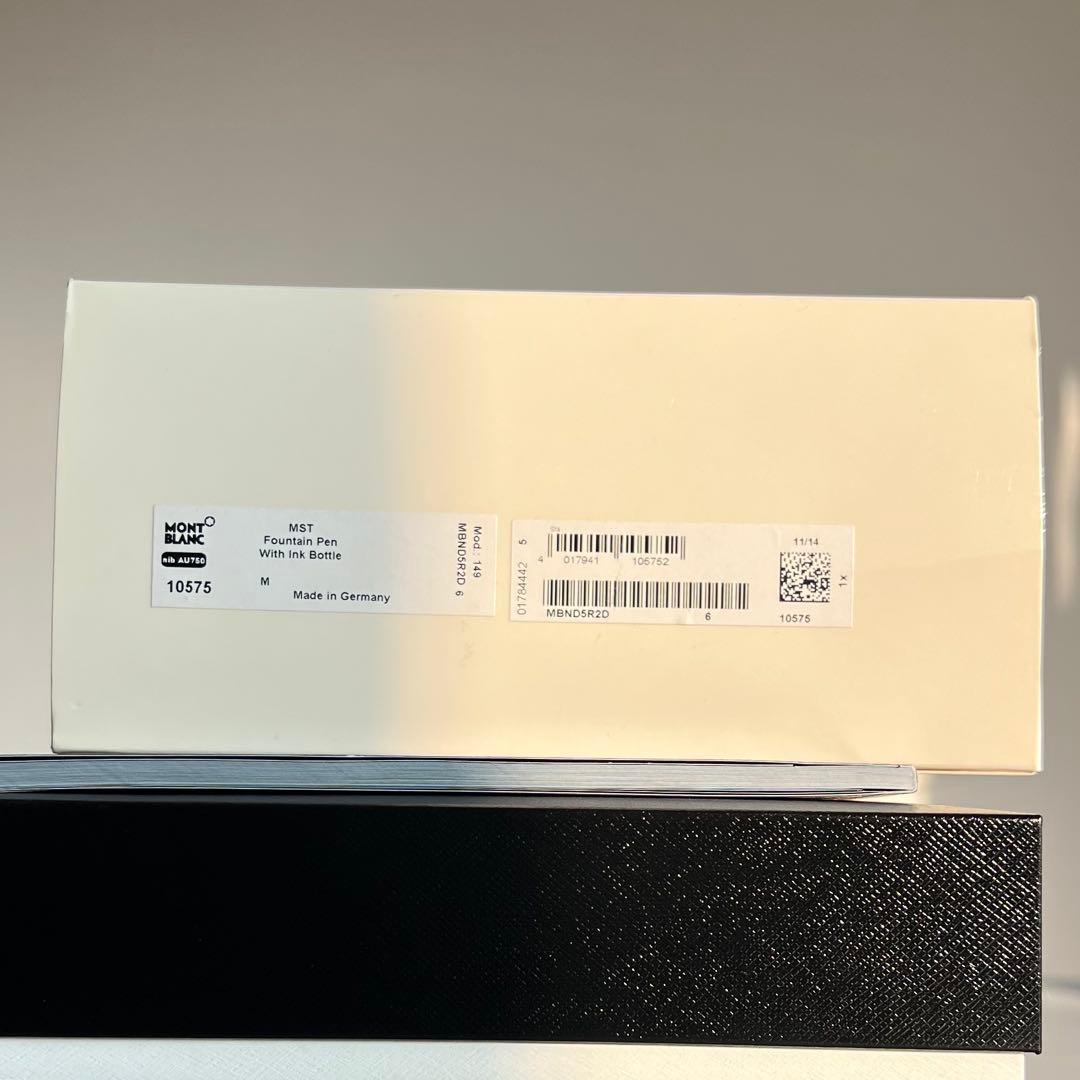 MONT
BLANC
nib AU750
10575
MST
Fountain Pen
With Ink Bottle
M
Made in Germany
Mod.: 149
MBND5R2D 6
01784442 5
4 017941 105752
MBND5R2D 6
11/14
10575
1x